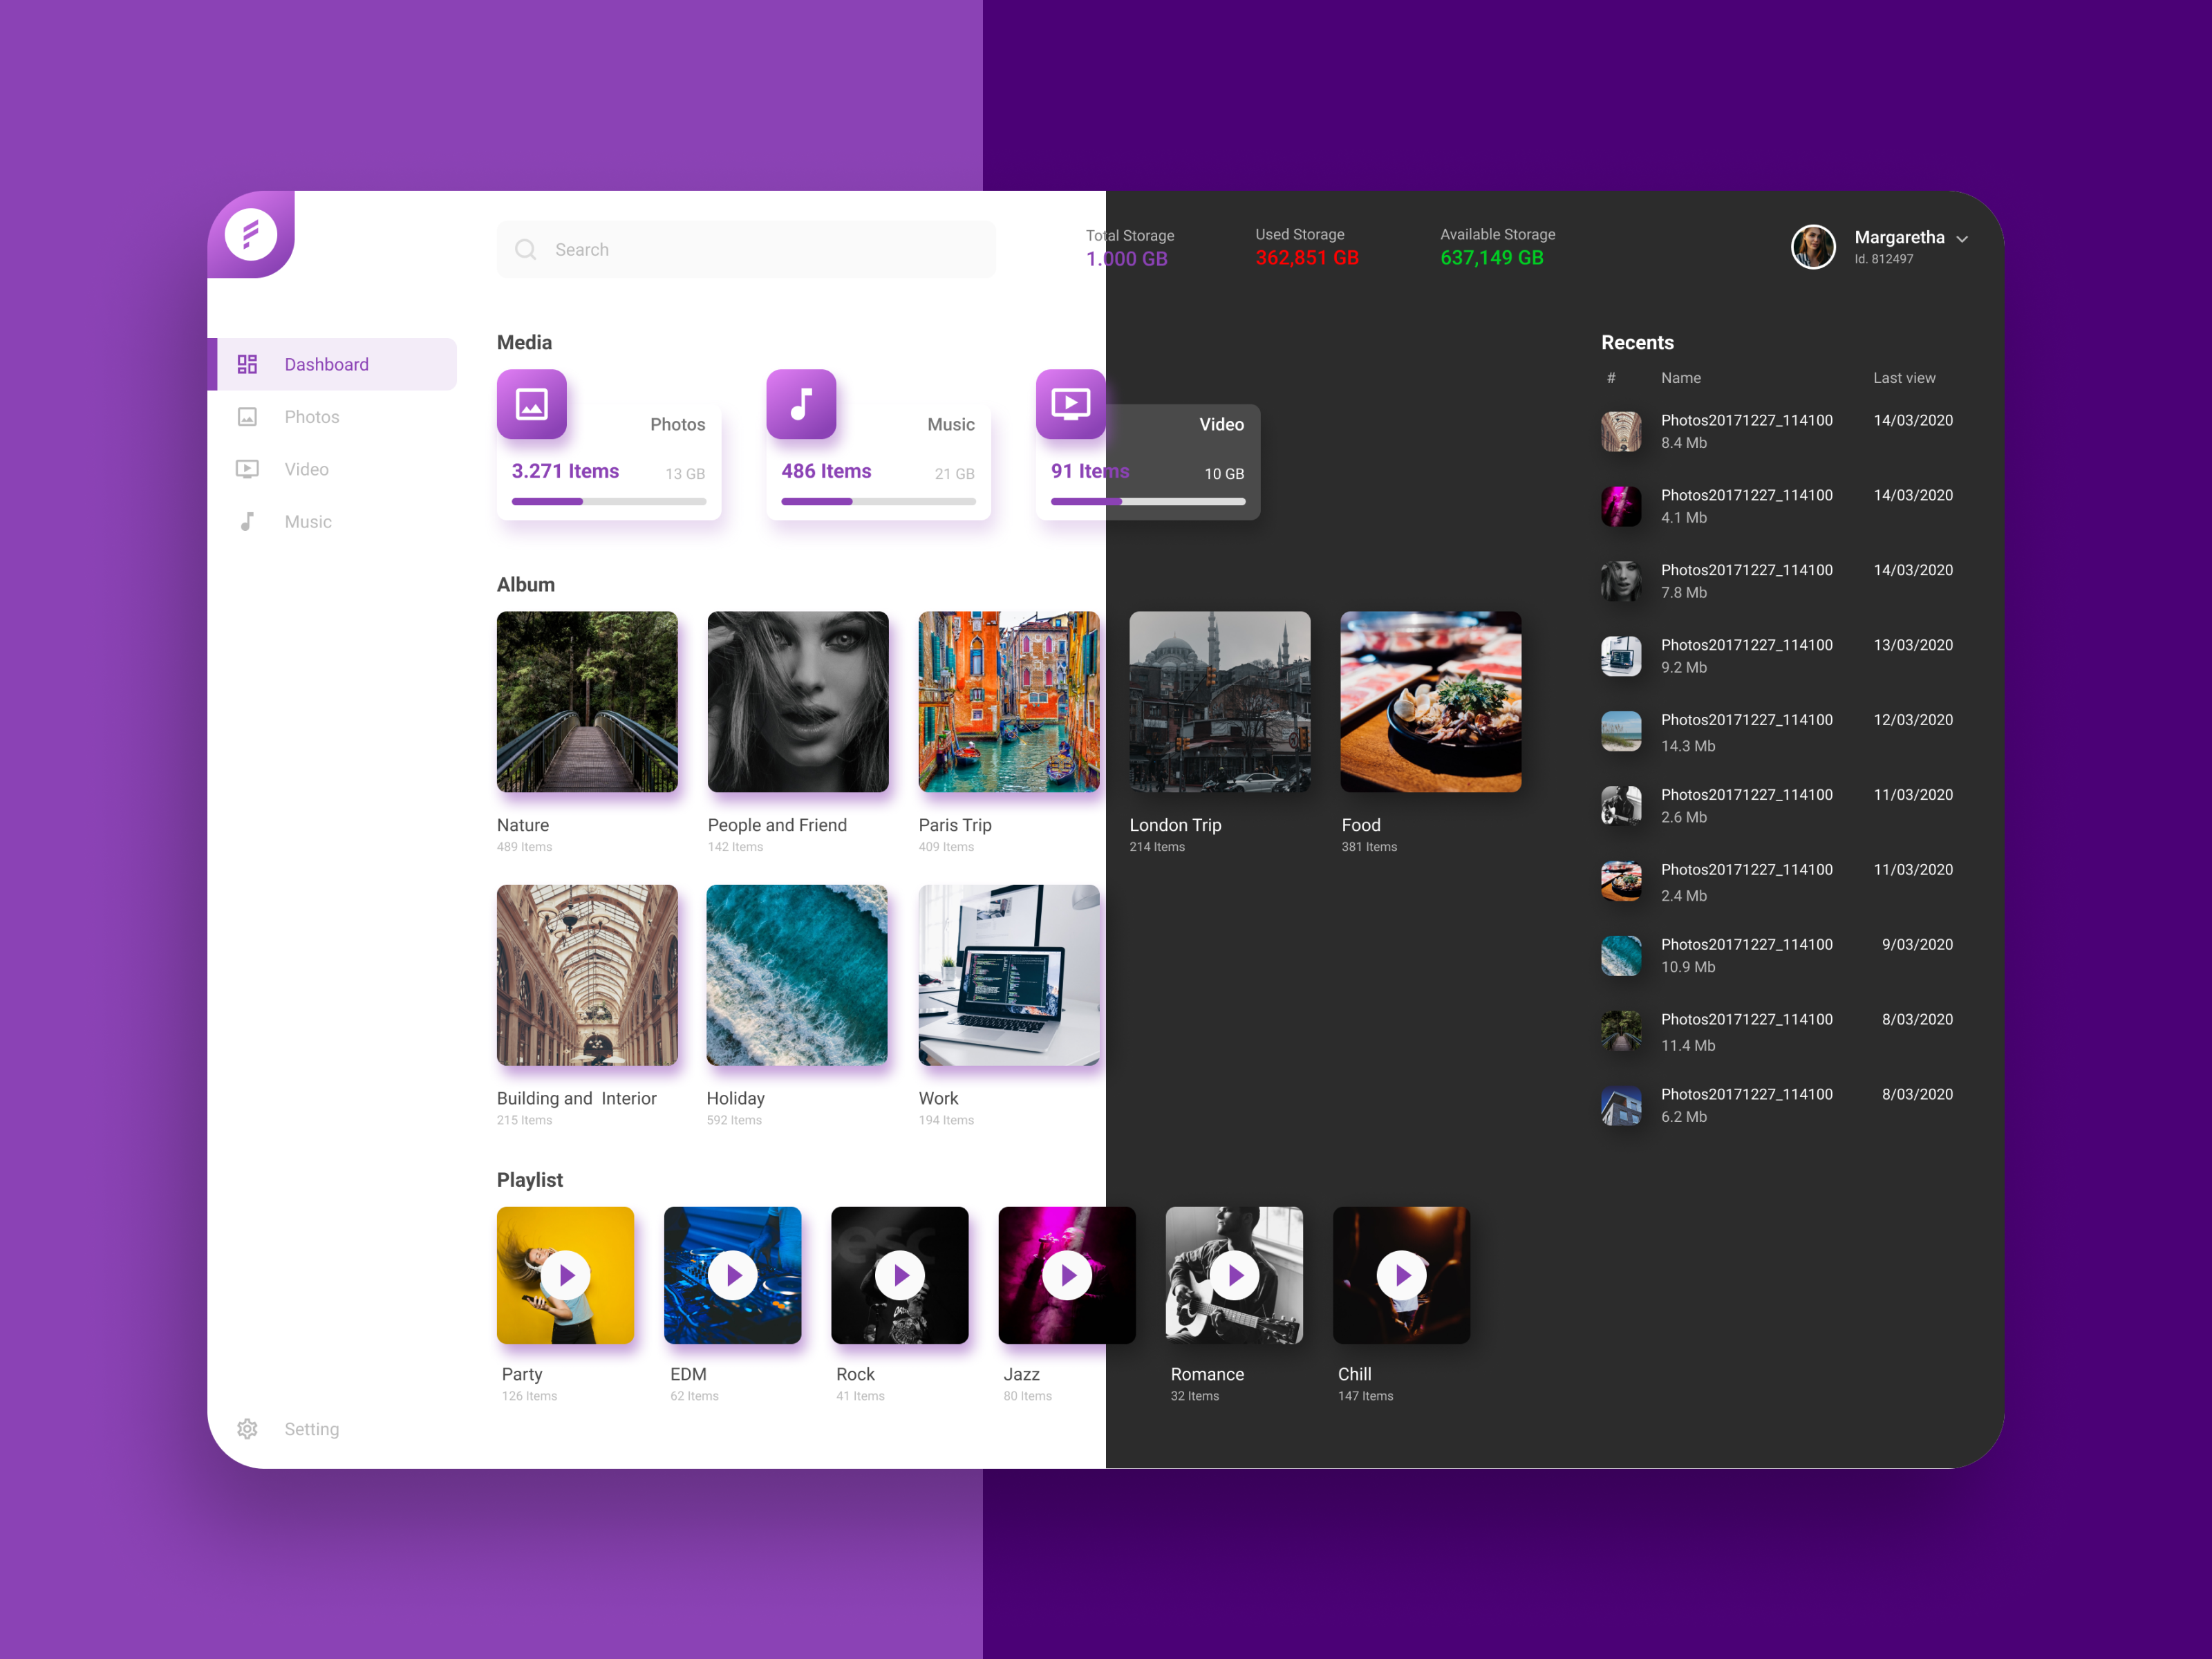 Search
Total Storage
1.000 GB
Used Storage
362,851 GB
Available Storage
637,149 GB
Margaretha
Id. 812497
Dashboard
Photos
Video
Music
Setting
Media
Photos
3.271 Items
13 GB
Music
486 Items
21 GB
Video
91 Items
10 GB
Album
Nature
489 Items
People and Friend
142 Items
Paris Trip
409 Items
London Trip
214 Items
Food
381 Items
Building and  Interior
215 Items
Holiday
592 Items
Work
194 Items
Playlist
esc
Party
126 Items
EDM
62 Items
Rock
41 Items
Jazz
80 Items
Romance
32 Items
Chill
147 Items
Recents
# Name Last view
Photos20171227_114100 14/03/2020
8.4 Mb
Photos20171227_114100 14/03/2020
4.1 Mb
Photos20171227_114100 14/03/2020
7.8 Mb
Photos20171227_114100 13/03/2020
9.2 Mb
Photos20171227_114100 12/03/2020
14.3 Mb
Photos20171227_114100 11/03/2020
2.6 Mb
Photos20171227_114100 11/03/2020
2.4 Mb
Photos20171227_114100 9/03/2020
10.9 Mb
Photos20171227_114100 8/03/2020
11.4 Mb
Photos20171227_114100 8/03/2020
6.2 Mb